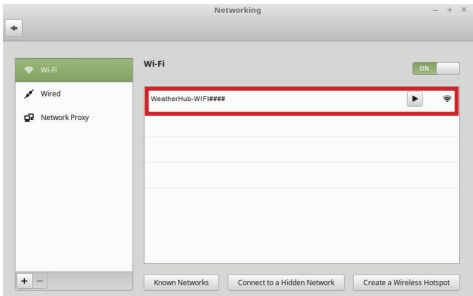 Networking
Wi-Fi
Wired
Network Proxy
Wi-Fi
ON
WeatherHub-WIFI####
Known Networks
Connect to a Hidden Network
Create a Wireless Hotspot